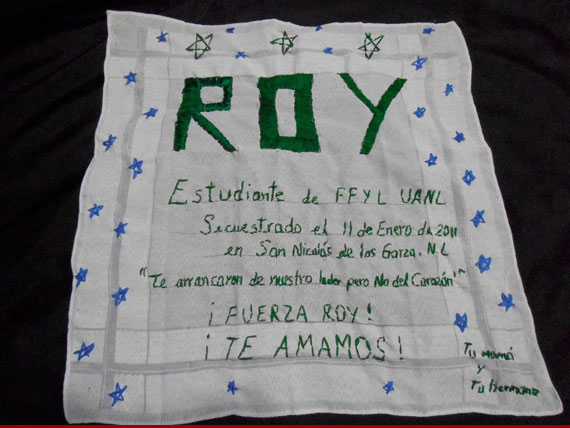 ROY
Estudiante de FFYL UANL
Secuestrado el 11 de Enero de 2011
en San Nicolás de los Garza. N.L
"Te arrancaron de nuestro lado pero No del Corazón"
¡FUERZA ROY!
¡TE AMAMOS!
Tu mamá
y
Tu hermano